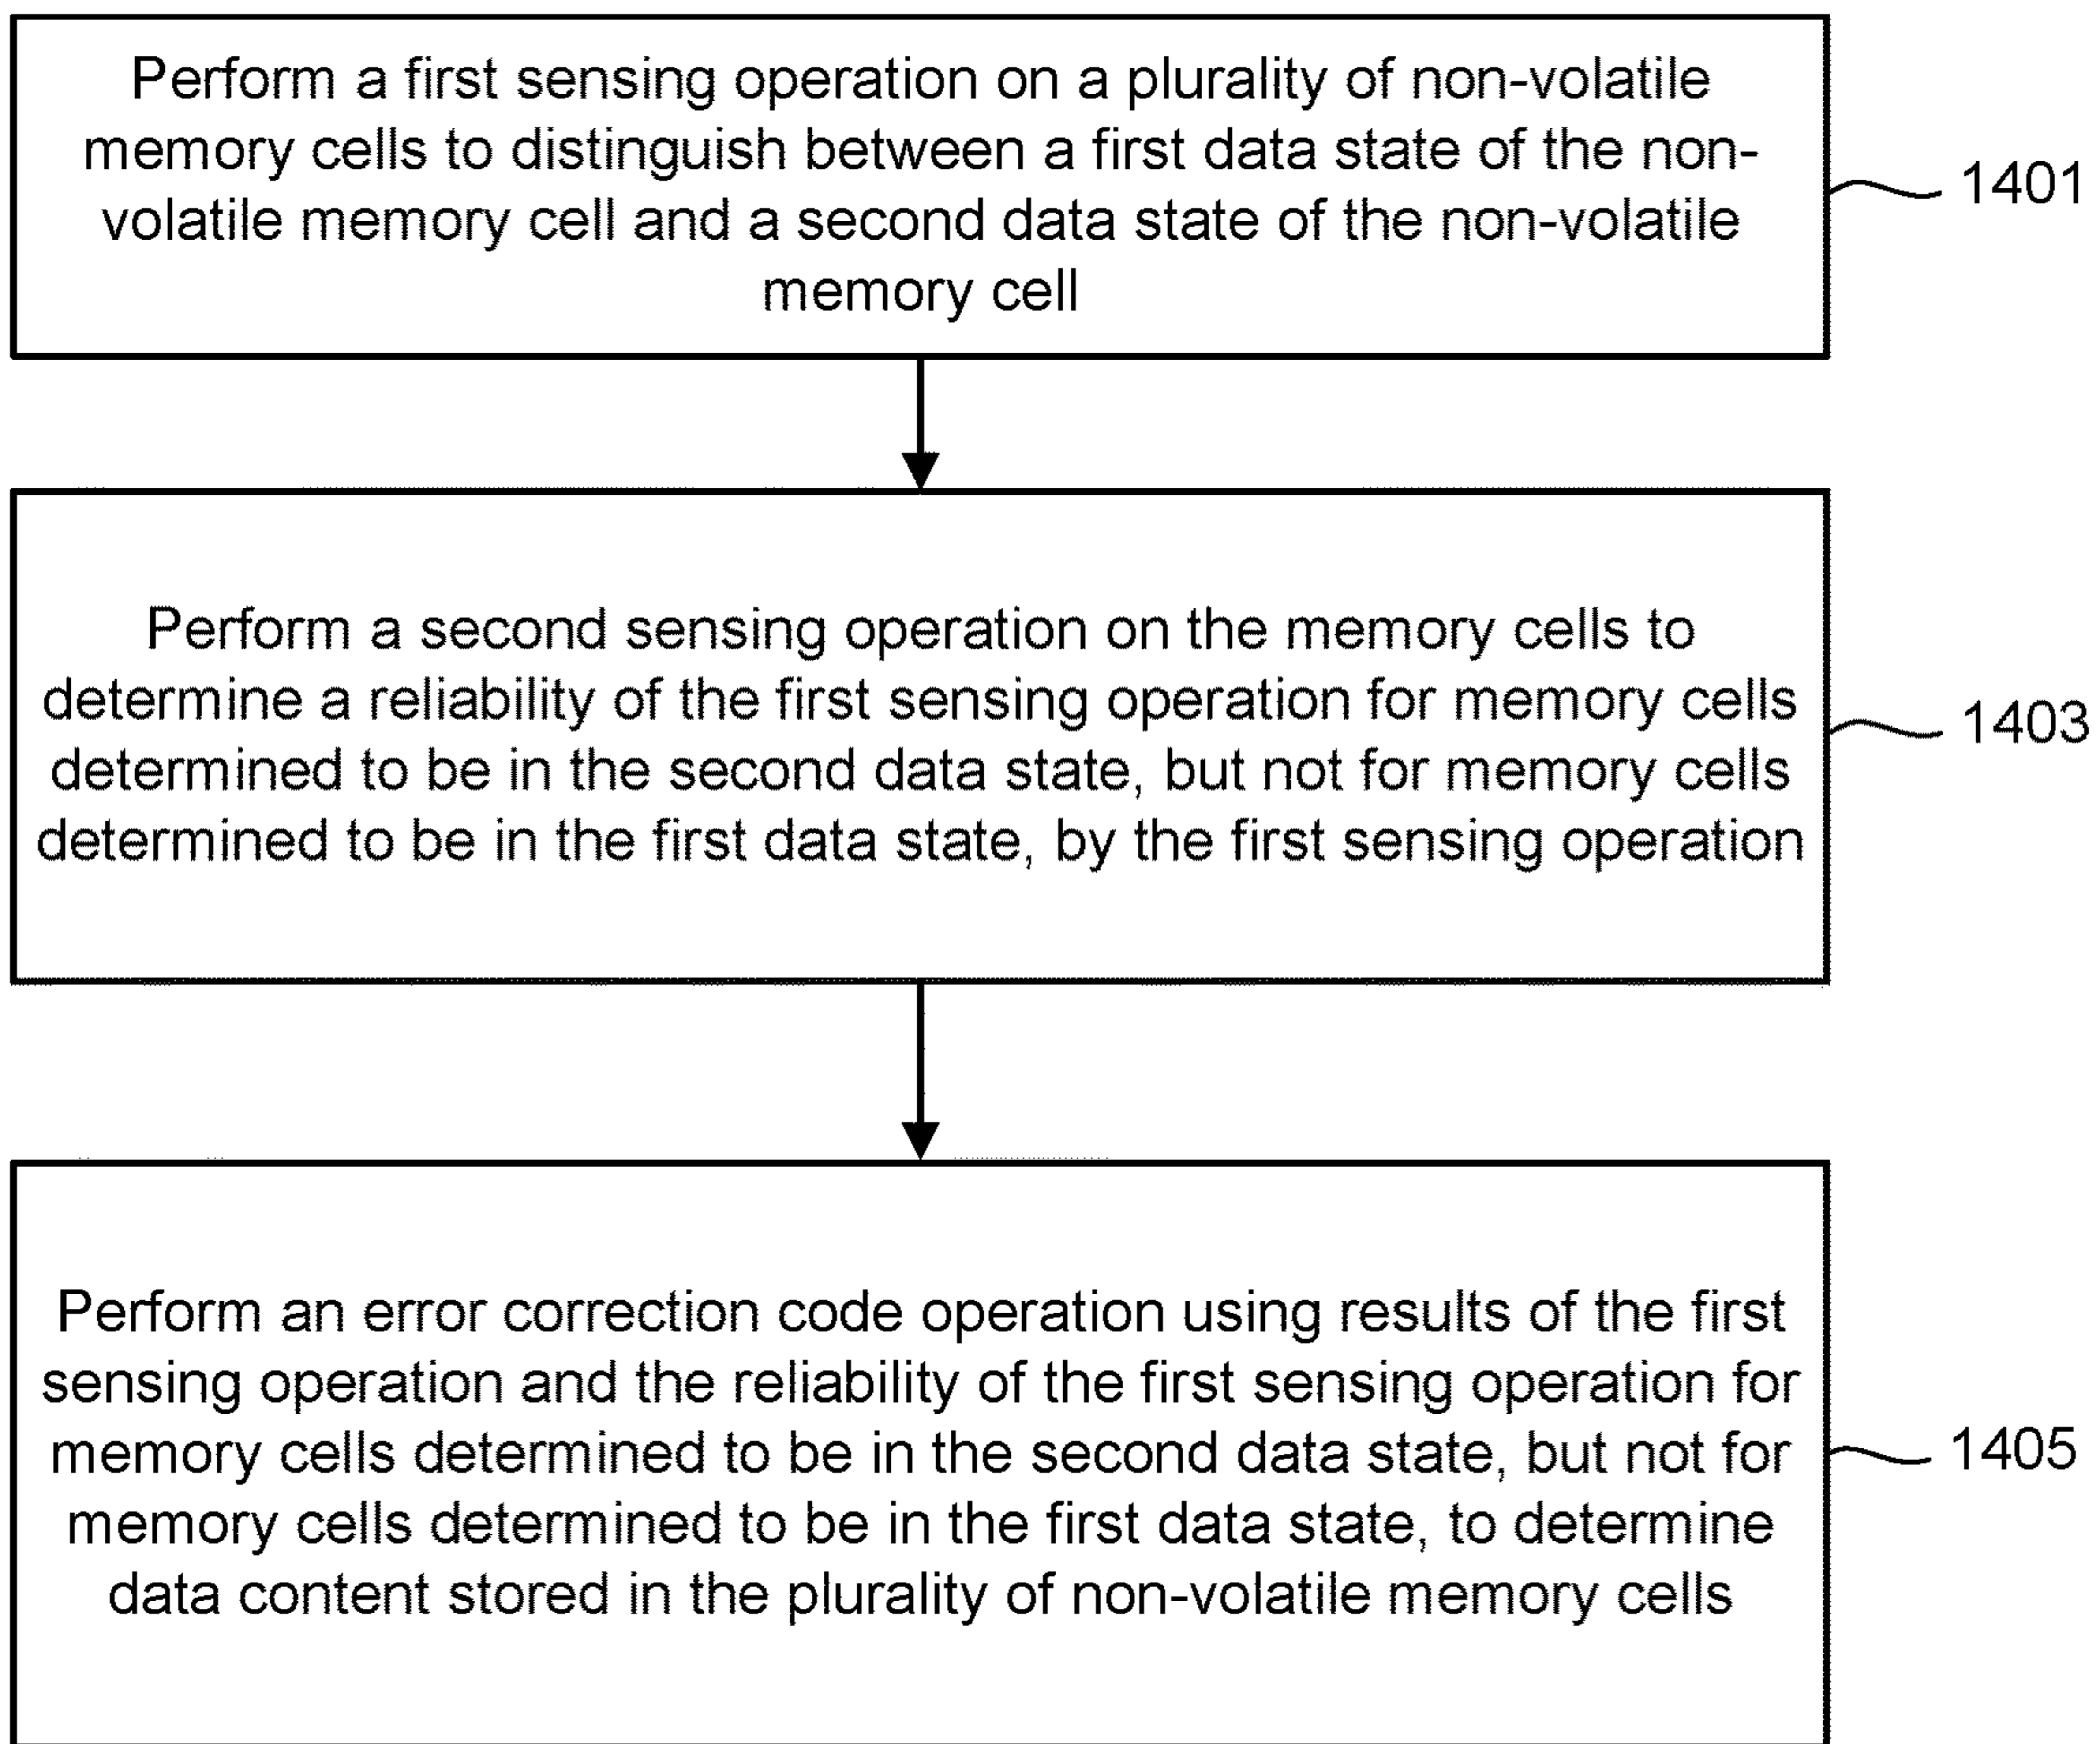 Perform a first sensing operation on a plurality of non-volatile
memory cells to distinguish between a first data state of the non-
volatile memory cell and a second data state of the non-volatile
memory cell
1401
Perform a second sensing operation on the memory cells to
determine a reliability of the first sensing operation for memory cells
determined to be in the second data state, but not for memory cells
determined to be in the first data state, by the first sensing operation
1403
Perform an error correction code operation using results of the first
sensing operation and the reliability of the first sensing operation for
memory cells determined to be in the second data state, but not for
memory cells determined to be in the first data state, to determine
data content stored in the plurality of non-volatile memory cells
1405